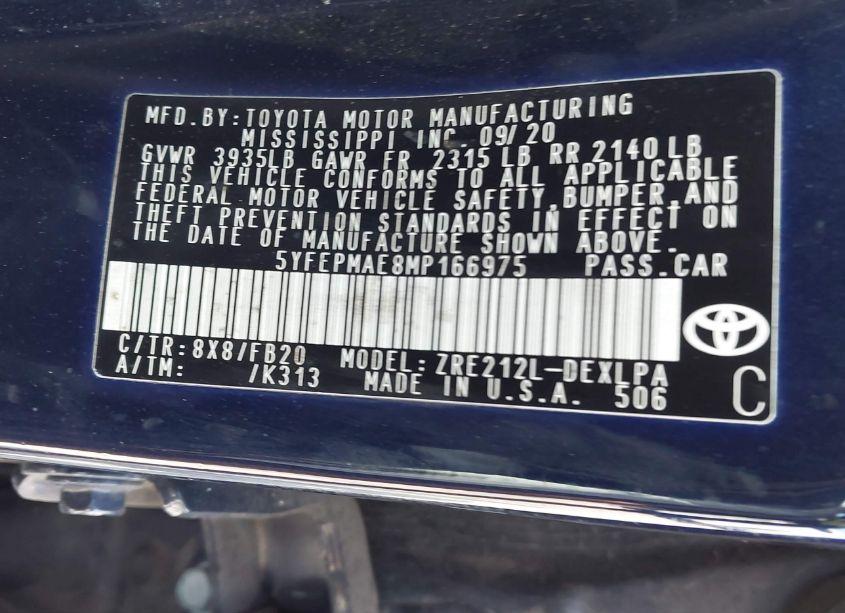 MFD.BY:TOYOTA MOTOR MANUFACTURING
MISSISSIPPI INC. 09/20
GVWR 3935LB GAWR FR 2315 LB RR 2140 LB
THIS VEHICLE CONFORMS TO ALL APPLICABLE
FEDERAL MOTOR VEHICLE SAFETY,BUMPER,AND
THEFT PREVENTION STANDARDS IN EFFECT ON
THE DATE OF MANUFACTURE SHOWN ABOVE.
5YFEPMAE8MP166975 PASS.CAR
C/TR:8X8/FB20 MODEL:ZRE212L-DEXLPA
A/TM: /K313 MADE IN U.S.A. 506
C